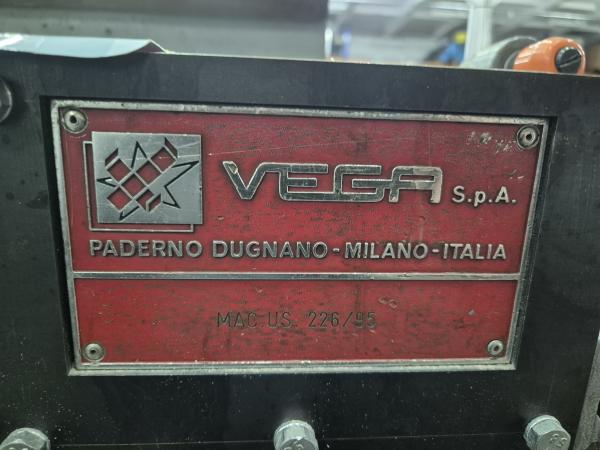 VEGA S.p.A.
PADERNO DUGNANO-MILANO-ITALIA
MAC.US. 226/95